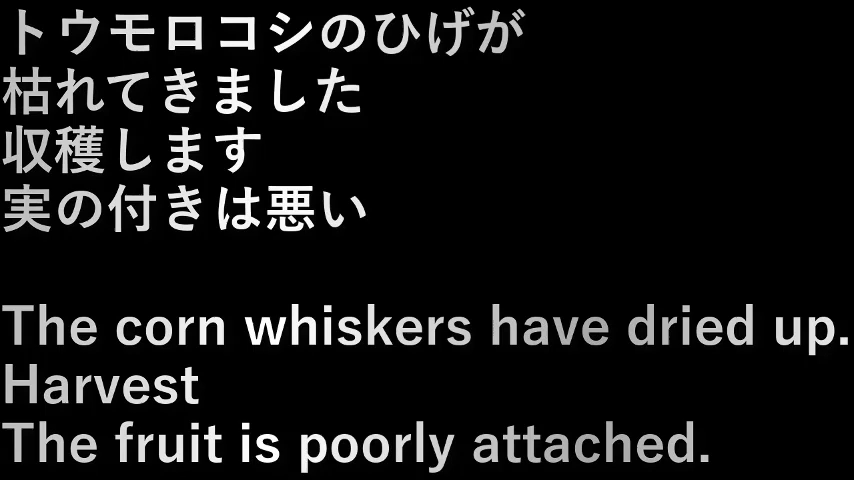 トウモロコシのひげが
枯れてきました
収穫します
実の付きは悪い
The corn whiskers have dried up.
Harvest
The fruit is poorly attached.